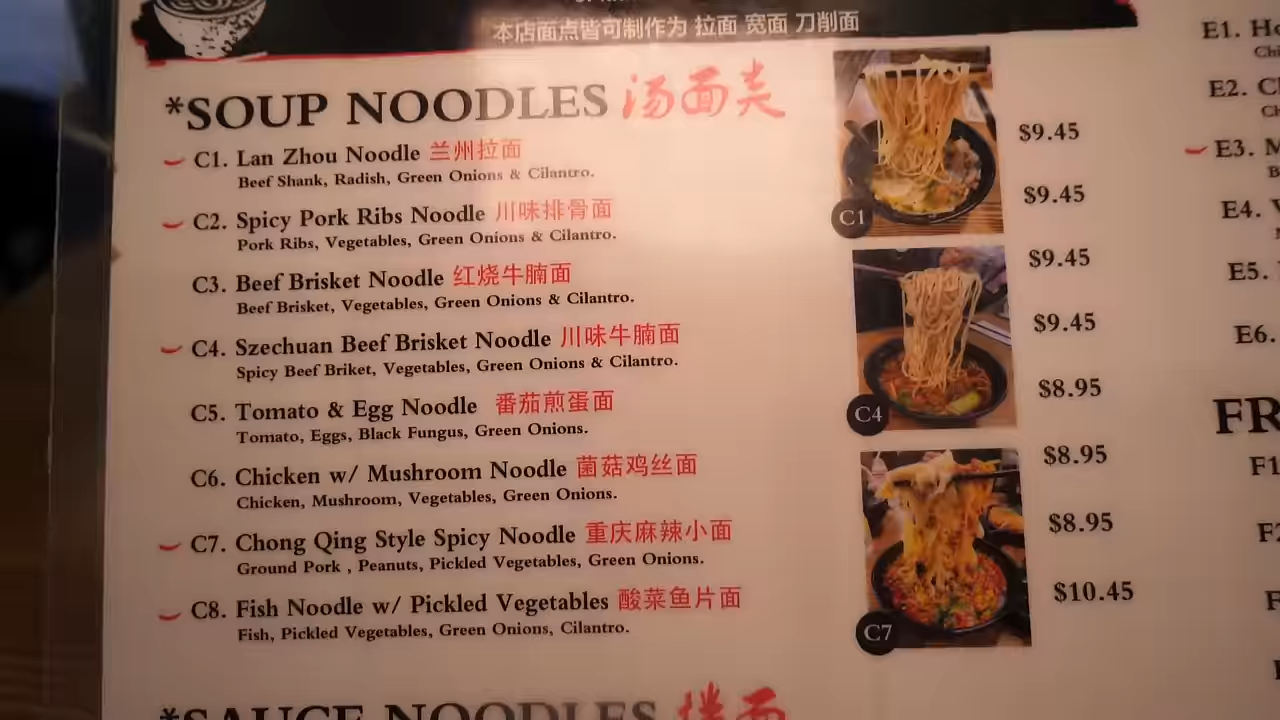 本店面点皆可制作为 拉面 宽面 刀削面
*SOUP NOODLES 汤面类
C1. Lan Zhou Noodle 兰州拉面 $9.45
Beef Shank, Radish, Green Onions & Cilantro.
C2. Spicy Pork Ribs Noodle 川味排骨面 $9.45
Pork Ribs, Vegetables, Green Onions & Cilantro.
C3. Beef Brisket Noodle 红烧牛腩面 $9.45
Beef Brisket, Vegetables, Green Onions & Cilantro.
C4. Szechuan Beef Brisket Noodle 川味牛腩面 $9.45
Spicy Beef Briket, Vegetables, Green Onions & Cilantro.
C5. Tomato & Egg Noodle 番茄煎蛋面 $8.95
Tomato, Eggs, Black Fungus, Green Onions.
C6. Chicken w/ Mushroom Noodle 菌菇鸡丝面 $8.95
Chicken, Mushroom, Vegetables, Green Onions.
C7. Chong Qing Style Spicy Noodle 重庆麻辣小面 $8.95
Ground Pork , Peanuts, Pickled Vegetables, Green Onions.
C8. Fish Noodle w/ Pickled Vegetables 酸菜鱼片面 $10.45
Fish, Pickled Vegetables, Green Onions, Cilantro.
*SAUCE NOODLES
C1
C4
C7
E1.
E2.
E3.
E4.
E5.
E6.
FR
F1